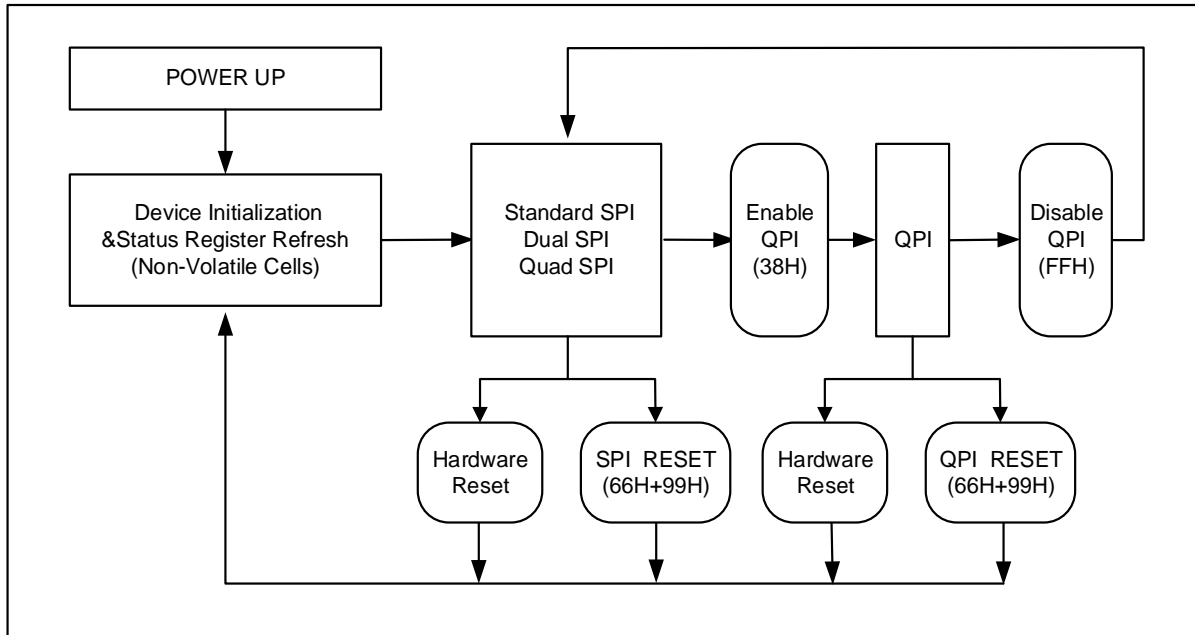 POWER UP
Device Initialization
&Status Register Refresh
(Non-Volatile Cells)
Standard SPI
Dual SPI
Quad SPI
Enable
QPI
(38H)
QPI
Disable
QPI
(FFH)
Hardware
Reset
SPI RESET
(66H+99H)
Hardware
Reset
QPI RESET
(66H+99H)